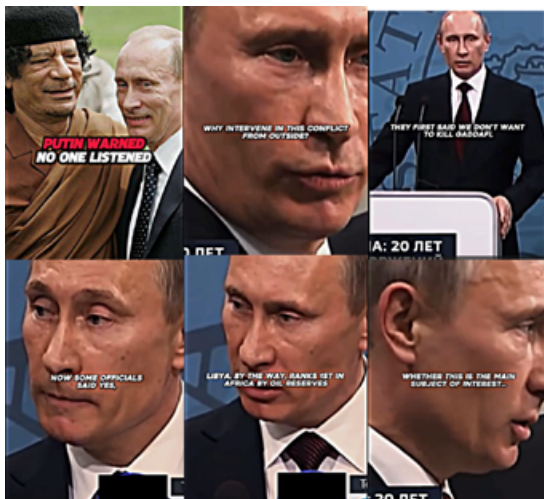 PUTIN WARNED
NO ONE LISTENED
WHY INTERVENE IN THIS CONFLICT
FROM OUTSIDE?
THEY FIRST SAID WE DON'T WANT
TO KILL GADDAFI.
НА: 20 ЛЕТ
NOW SOME OFFICIALS
SAID YES,
LIBYA, BY THE WAY, RANKS 1ST IN
AFRICA BY OIL RESERVES
WHETHER THIS IS THE MAIN
SUBJECT OF INTEREST..
20 ЛЕТ